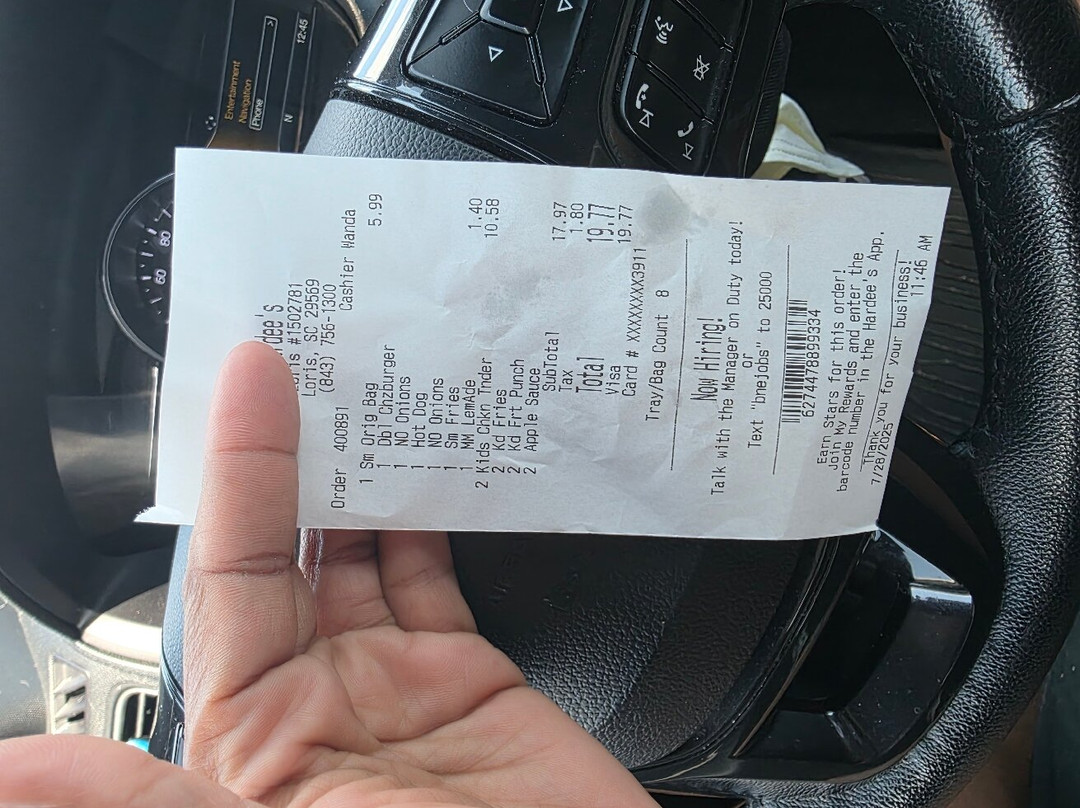 Entertainment
Navigation
Phone >
12:45
N
60
80
rdee's
Loris #1502781
Loris, SC 29569
(843) 756-1300
Cashier Wanda
Order 400891
1 Sm Orig Bag 5.99
1 Dbl Chzburger
1 NO Onions
1 Hot Dog
1 NO Onions
1 Sm Fries
1 MM LemAde 1.40
2 Kids Chkn Tnder 10.58
2 Kd Fries
2 Kd Frt Punch
2 Apple Sauce
SubTotal 17.97
Tax 1.80
Total 19.77
Visa 19.77
Card # XXXXXXXXX3911
Tray/Bag Count 8
Now Hiring!
Talk with the Manager on Duty today!
or
Text "bnejobs" to 25000
6274478899334
Earn Stars for this order!
Join My Rewards and enter the
barcode number in the Hardee's App.
Thank you for your business!
7/28/2025 11:46 AM